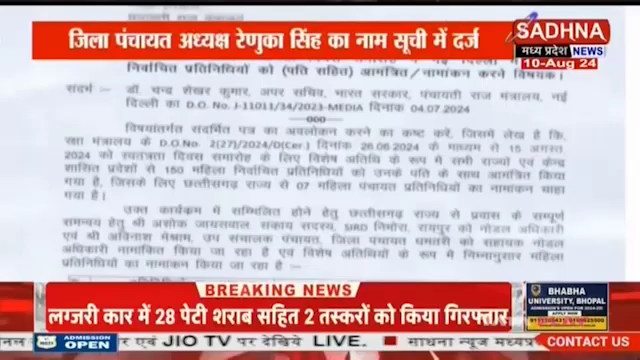 जिला पंचायत अध्यक्ष रेणुका सिंह का नाम सूची में दर्ज
SADHNA
मध्य प्रदेश NEWS
10-Aug 24
निर्वाचित प्रतिनिधियों को (पति सहित) आमंत्रित/नामांकन करने विषयक।
संदर्भ - डॉ. चन्द्र शेखर कुमार, अपर सचिव, भारत सरकार, पंचायती राज मंत्रालय, नई
दिल्ली का D.O. No. J-11011/34/2023-MEDIA दिनांक 04.07.2024
---000---
विषयांतर्गत संदर्भित पत्र का अवलोकन करने का कष्ट करें, जिसमें लेख है कि,
रक्षा मंत्रालय के D.O.No. 2(27)/2024/D(Cer.) दिनांक 26.06.2024 के माध्यम से 15 अगस्त
2024 को स्वतंत्रता दिवस समारोह के लिए विशेष अतिथि के रूप में सभी राज्यों एवं केन्द्र
शासित प्रदेशों से 150 महिला निर्वाचित प्रतिनिधियों को उनके पति के साथ आमंत्रित किया
गया है, जिसके लिए छत्तीसगढ़ राज्य से 07 महिला पंचायत प्रतिनिधियों का नामांकन चाहा
गया है।
उक्त कार्यक्रम में सम्मिलित होने हेतु छत्तीसगढ़ राज्य से प्रवास के सम्पूर्ण
समन्वय हेतु श्री अशोक जायसवाल संकाय सदस्य, SIRD निमोरा, रायपुर को नोडल अधिकारी
एवं श्री अविनाश मेश्राम, उप संचालक पंचायत, जिला पंचायत धमतरी को सहायक नोडल
अधिकारी नामांकित किया जा रहा है एवं विशेष अतिथियों के रूप में निम्नानुसार महिला
प्रतिनिधियों का नामांकन किया जा रहा है -
BREAKING NEWS
लग्जरी कार में 28 पेटी शराब सहित 2 तस्करों को किया गिरफ्तार
BHABHA
UNIVERSITY, BHOPAL
ADMISSION
OPEN
एवं JIO TV पर दिखाई दे रहा है।
साधना न्यूज
CONTACT US